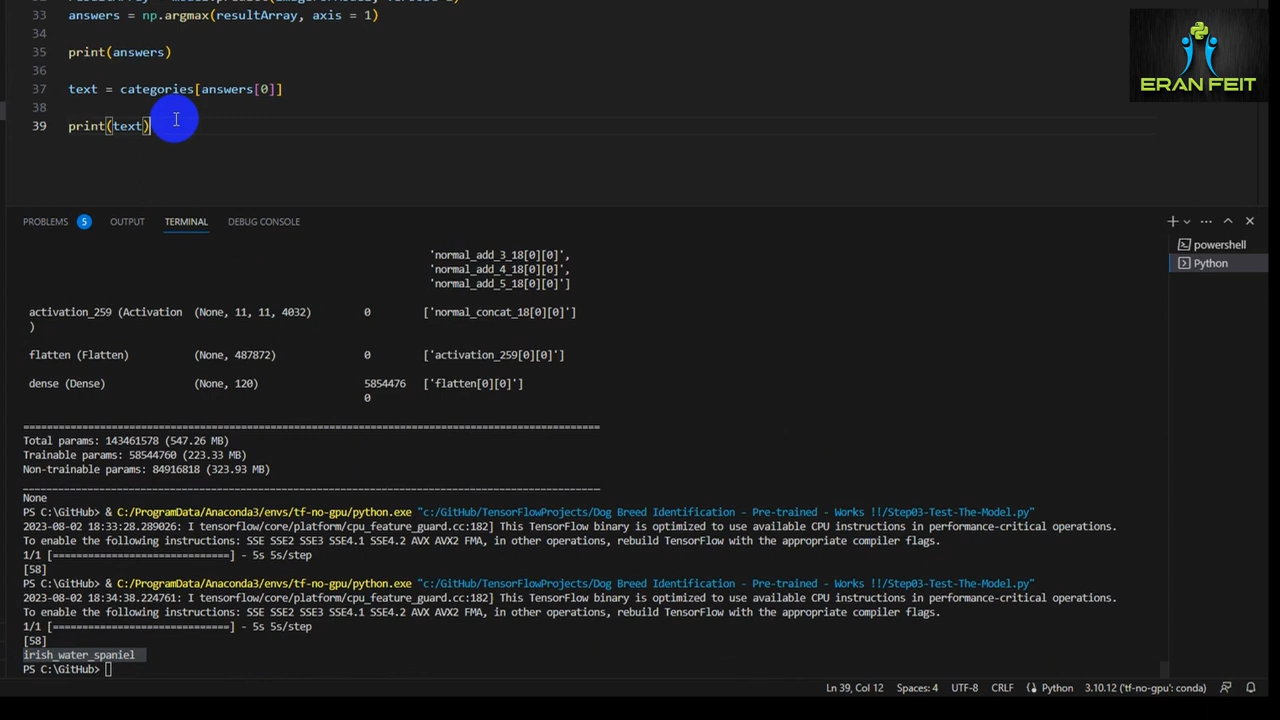 33 answers = np.argmax(resultArray, axis = 1)
34
35 print(answers)
36
37 text = categories[answers[0]]
38
39 print(text)
ERAN FEIT
PROBLEMS 5 OUTPUT TERMINAL DEBUG CONSOLE
powershell
Python
'normal_add_3_18[0][0]',
'normal_add_4_18[0][0]',
'normal_add_5_18[0][0]']
activation_259 (Activation (None, 11, 11, 4032) 0 ['normal_concat_18[0][0]']
)
flatten (Flatten) (None, 487872) 0 ['activation_259[0][0]']
dense (Dense) (None, 120) 5854476 ['flatten[0][0]']
0
==================================================================================================
Total params: 143461578 (547.26 MB)
Trainable params: 58544760 (223.33 MB)
Non-trainable params: 84916818 (323.93 MB)
__________________________________________________________________________________________________
None
PS C:\GitHub> & C:/ProgramData/Anaconda3/envs/tf-no-gpu/python.exe "c:/GitHub/TensorFlowProjects/Dog Breed Identification - Pre-trained - Works !!/Step03-Test-The-Model.py"
2023-08-02 18:33:28.289026: I tensorflow/core/platform/cpu_feature_guard.cc:182] This TensorFlow binary is optimized to use available CPU instructions in performance-critical operations.
To enable the following instructions: SSE SSE2 SSE3 SSE4.1 SSE4.2 AVX AVX2 FMA, in other operations, rebuild TensorFlow with the appropriate compiler flags.
1/1 [==============================] - 5s 5s/step
[58]
PS C:\GitHub> & C:/ProgramData/Anaconda3/envs/tf-no-gpu/python.exe "c:/GitHub/TensorFlowProjects/Dog Breed Identification - Pre-trained - Works !!/Step03-Test-The-Model.py"
2023-08-02 18:34:38.224761: I tensorflow/core/platform/cpu_feature_guard.cc:182] This TensorFlow binary is optimized to use available CPU instructions in performance-critical operations.
To enable the following instructions: SSE SSE2 SSE3 SSE4.1 SSE4.2 AVX AVX2 FMA, in other operations, rebuild TensorFlow with the appropriate compiler flags.
1/1 [==============================] - 5s 5s/step
[58]
irish_water_spaniel
PS C:\GitHub>
Ln 39, Col 12 Spaces: 4 UTF-8 CRLF Python 3.10.12 ('tf-no-gpu': conda)